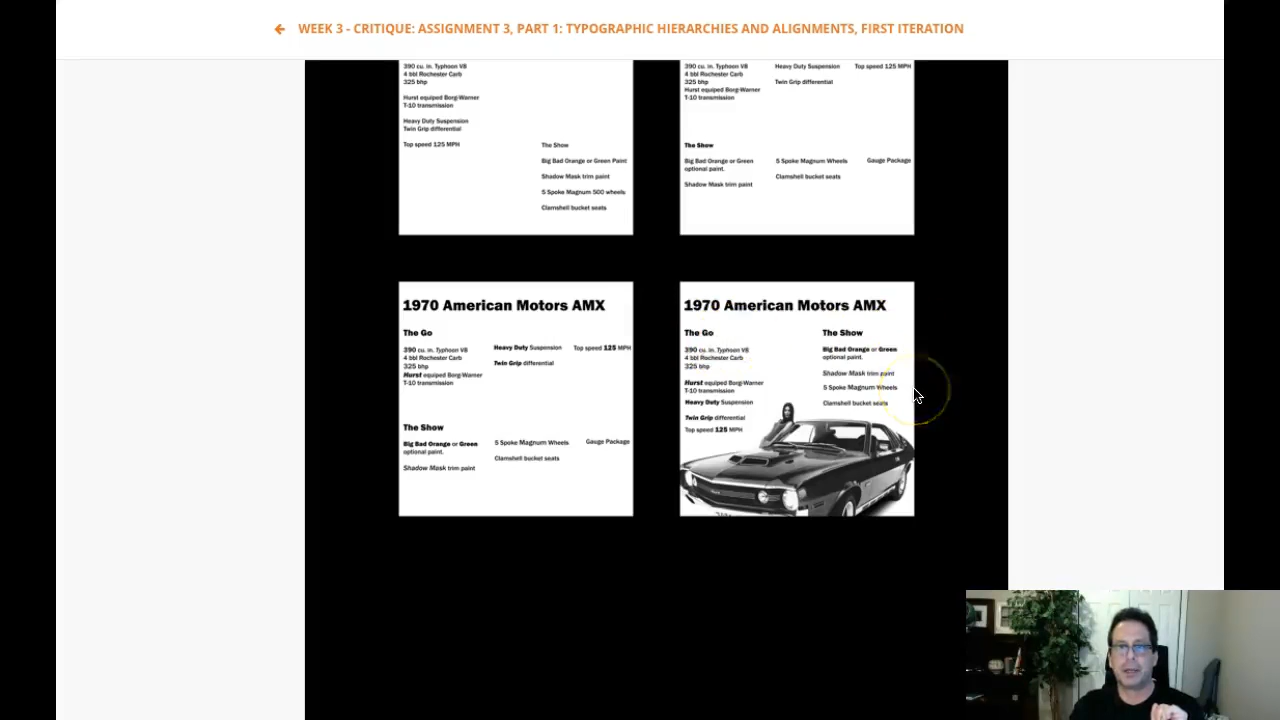 WEEK 3 - CRITIQUE: ASSIGNMENT 3, PART 1: TYPOGRAPHIC HIERARCHIES AND ALIGNMENTS, FIRST ITERATION
390 cu. in. Typhoon V8
4 bbl Rochester Carb
325 bhp
Hurst equiped Borg-Warner
T-10 transmission
Heavy Duty Suspension
Twin Grip differential
Top speed 125 MPH
The Show
Big Bad Orange or Green Paint
Shadow Mask trim paint
5 Spoke Magnum 500 wheels
Clamshell bucket seats
390 cu. in. Typhoon V8
4 bbl Rochester Carb
325 bhp
Hurst equiped Borg-Warner
T-10 transmission
Heavy Duty Suspension
Twin Grip differential
Top speed 125 MPH
The Show
Big Bad Orange or Green
optional paint.
Shadow Mask trim paint
5 Spoke Magnum Wheels
Clamshell bucket seats
Gauge Package
1970 American Motors AMX
The Go
390 cu. in. Typhoon V8
4 bbl Rochester Carb
325 bhp
Hurst equiped Borg-Warner
T-10 transmission
Heavy Duty Suspension
Twin Grip differential
Top speed 125 MPH
The Show
Big Bad Orange or Green
optional paint.
Shadow Mask trim paint
5 Spoke Magnum Wheels
Clamshell bucket seats
Gauge Package
1970 American Motors AMX
The Go
390 cu. in. Typhoon V8
4 bbl Rochester Carb
325 bhp
Hurst equiped Borg-Warner
T-10 transmission
Heavy Duty Suspension
Twin Grip differential
Top speed 125 MPH
The Show
Big Bad Orange or Green
optional paint.
Shadow Mask trim paint
5 Spoke Magnum Wheels
Clamshell bucket seats